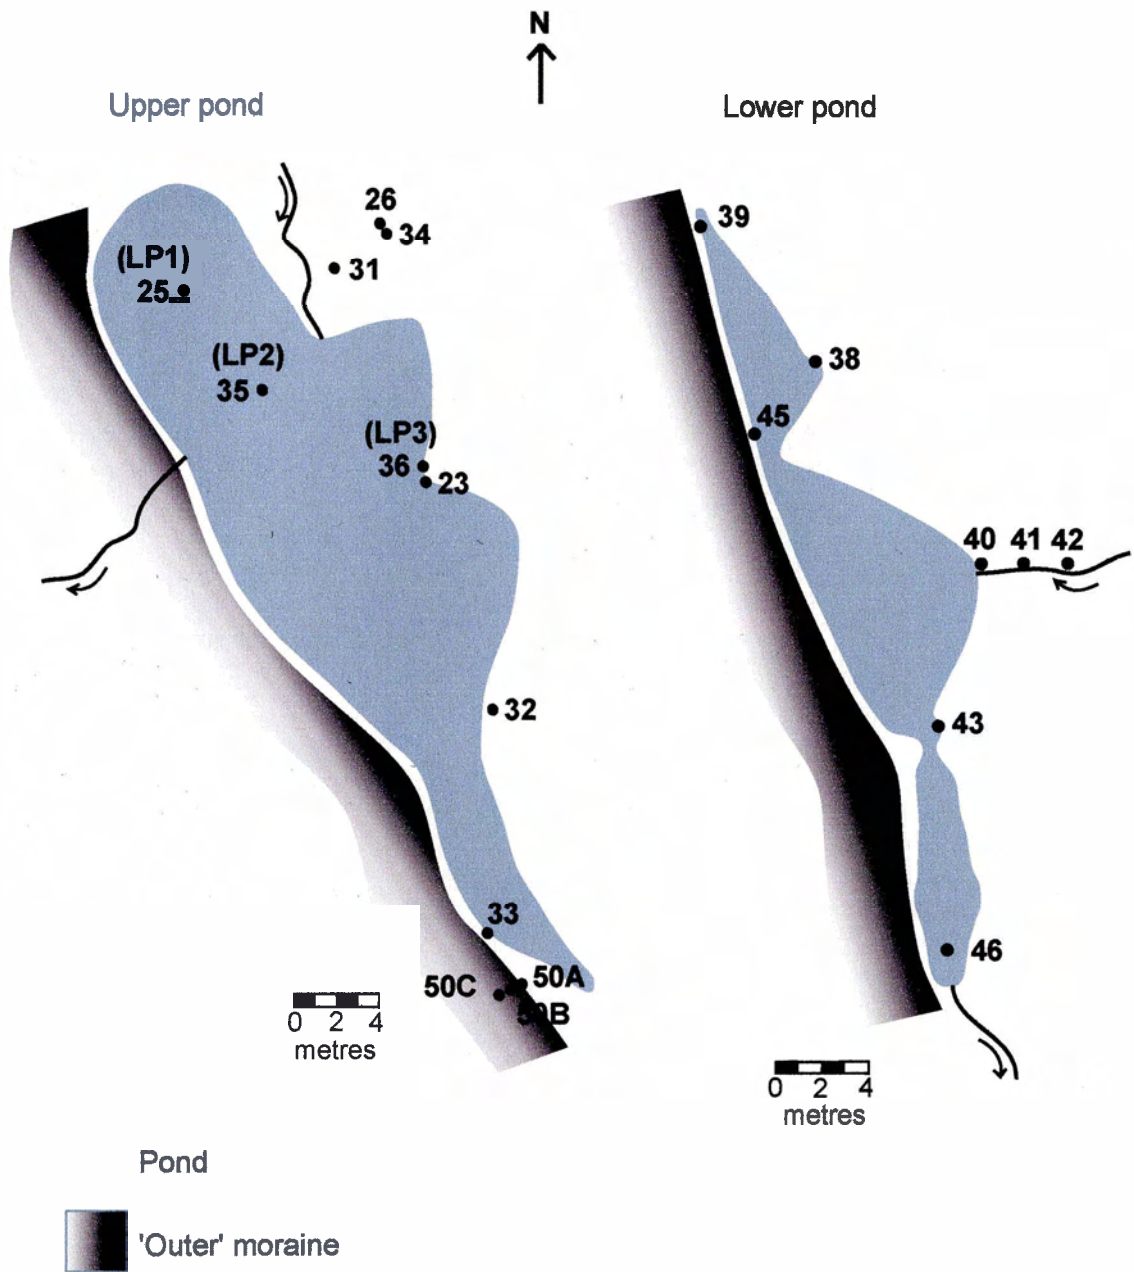 N
Upper pond
Lower pond
26
34
31
(LP1)
25
(LP2)
35
(LP3)
36
23
32
33
50C
50A
50B
0 2 4
metres
39
38
45
40 41 42
43
46
0 2 4
metres
Pond
'Outer' moraine